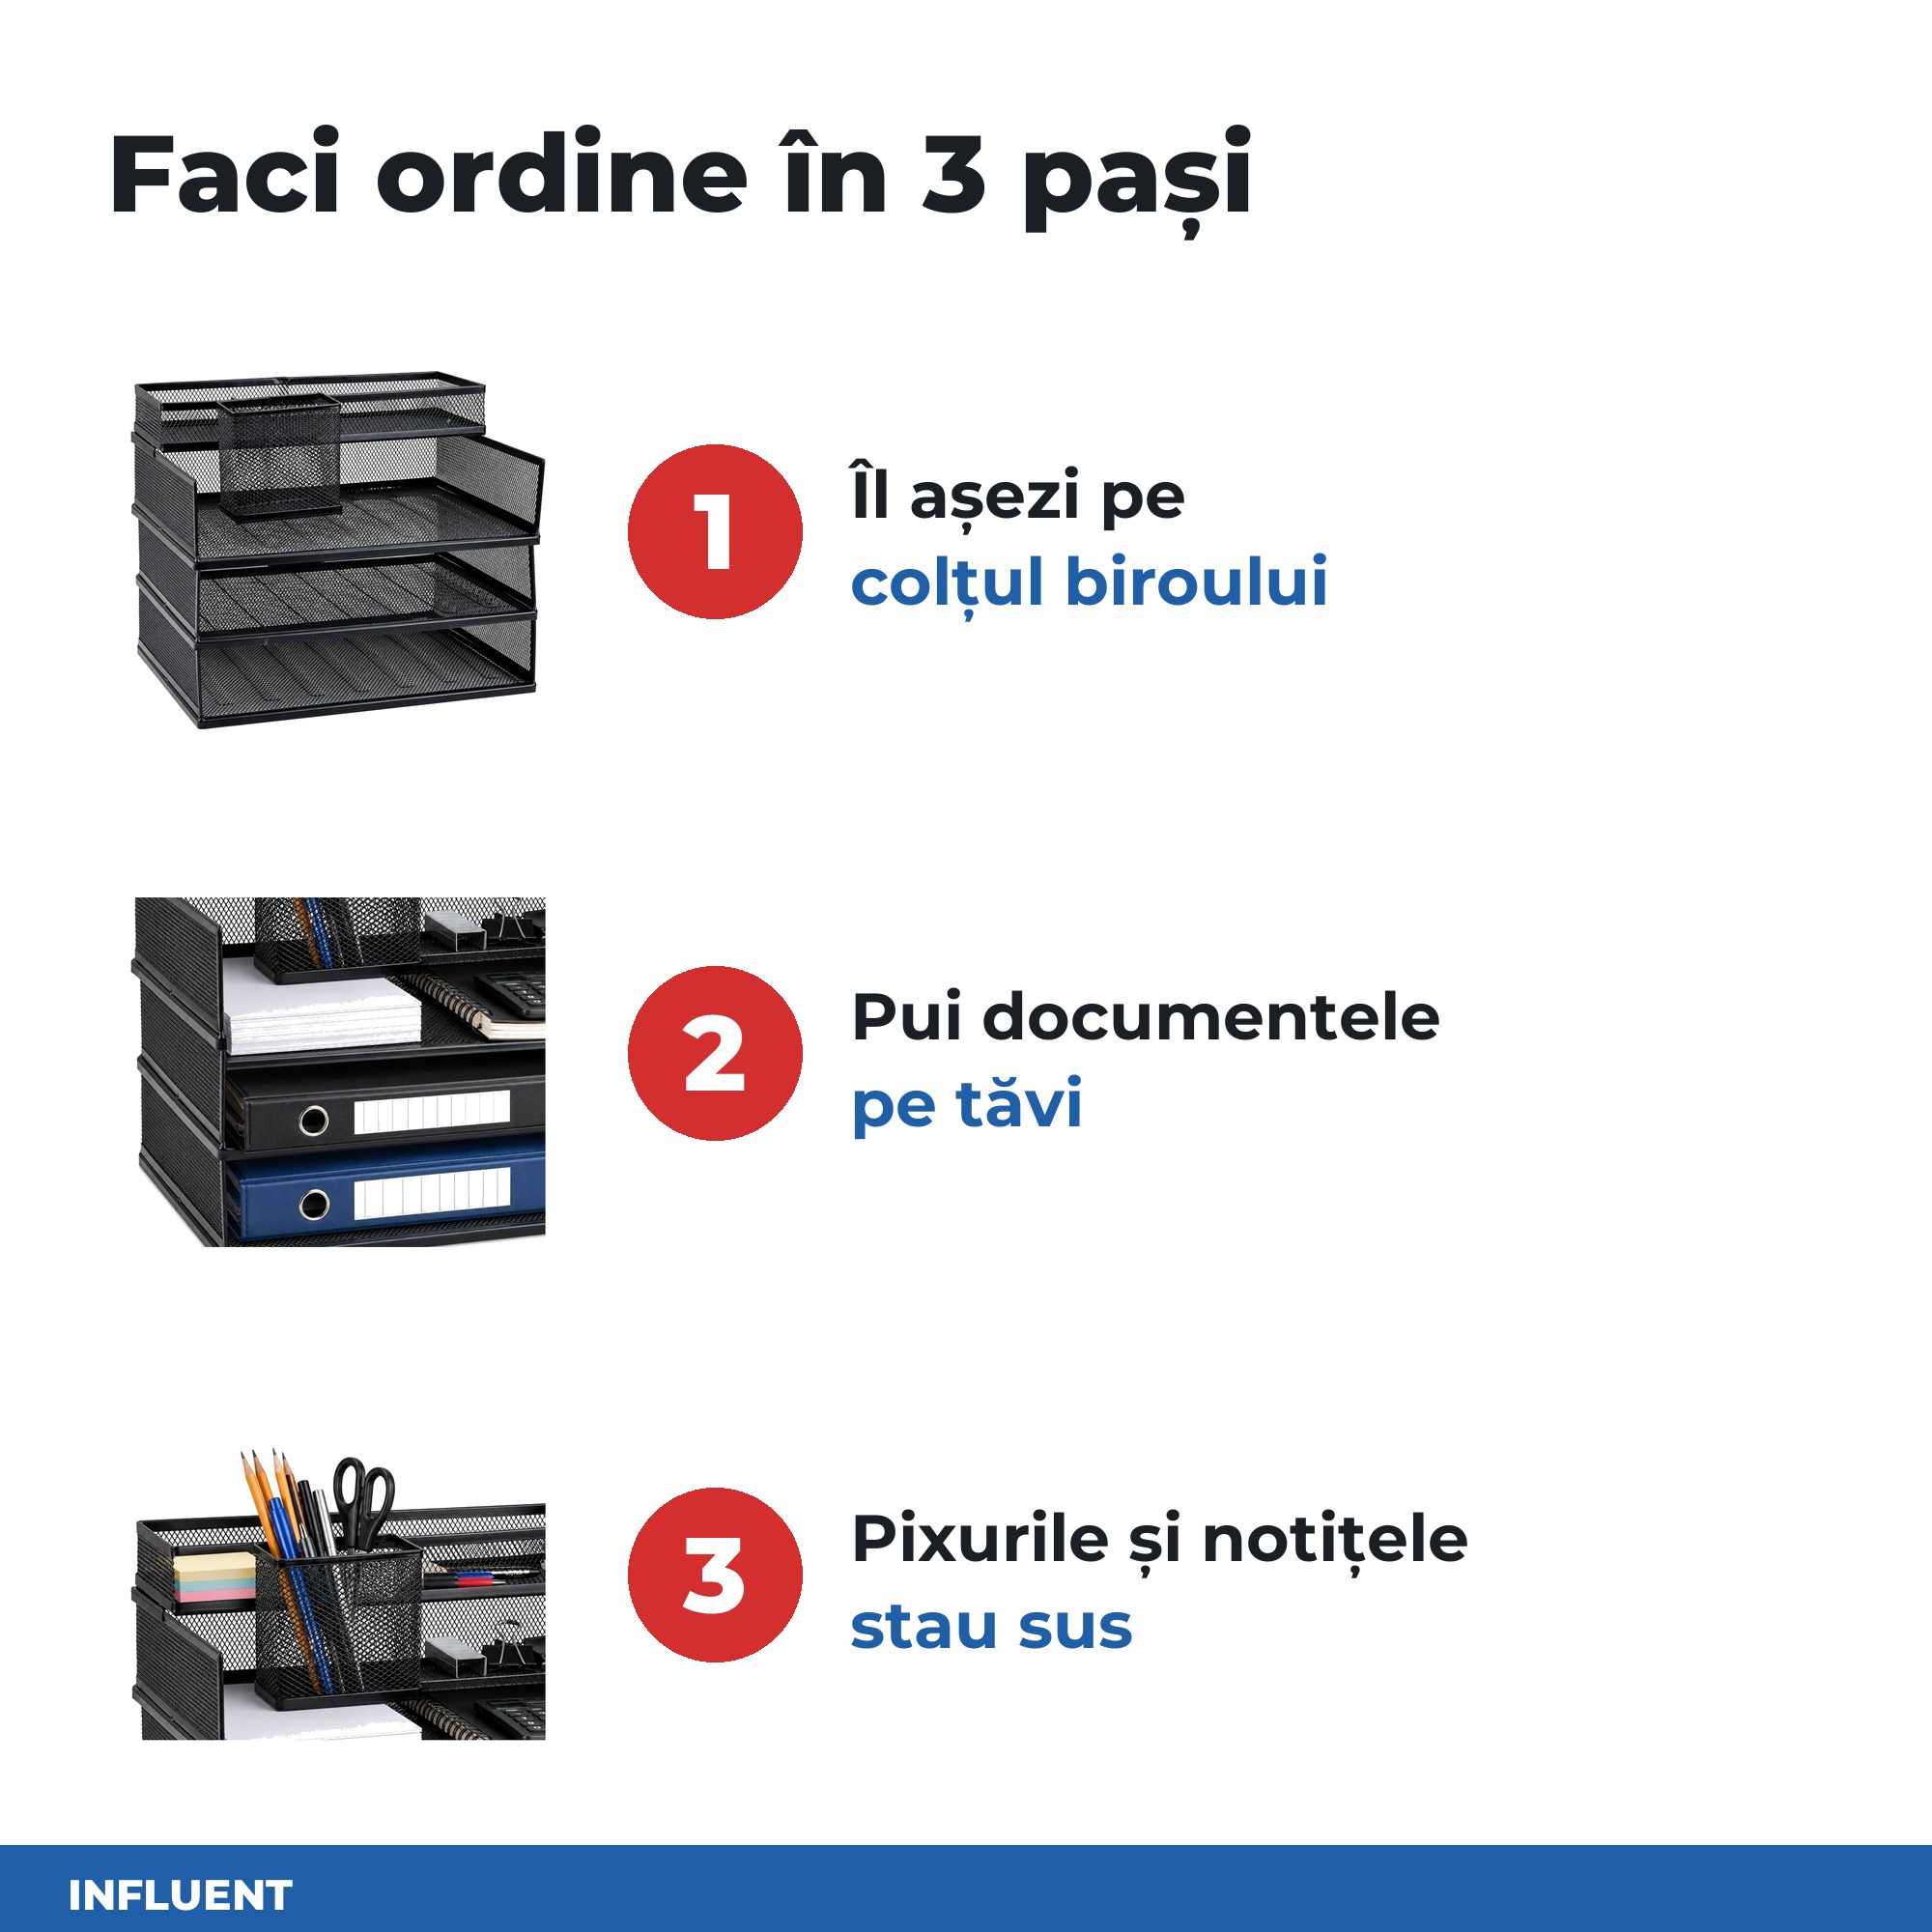 Faci ordine în 3 pași
1
Îl așezi pe
colțul biroului
2
Pui documentele
pe tăvi
3
Pixurile și notițele
stau sus
INFLUENT